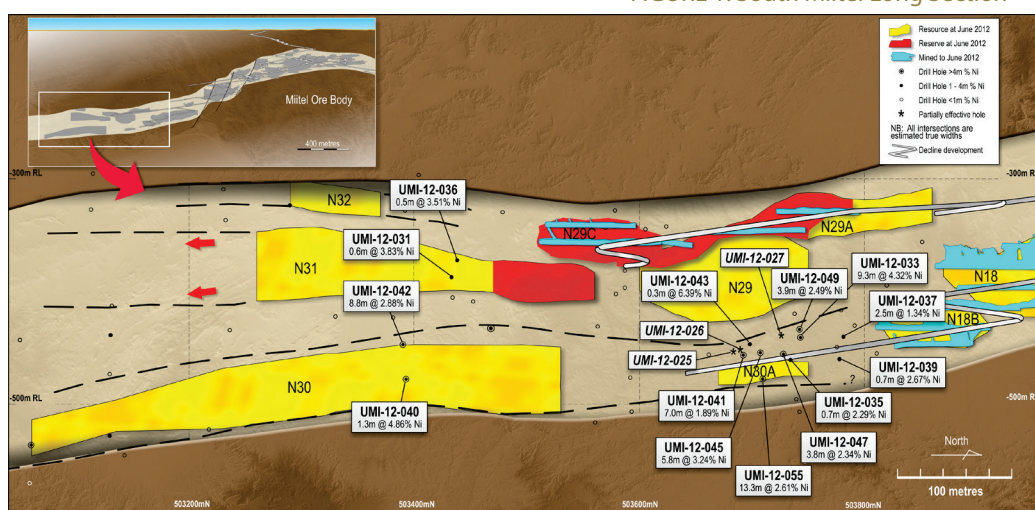 Miitel Ore Body
400 metres
Resource at June 2012
Reserve at June 2012
Mined to June 2012
Drill Hole >4m % Ni
Drill Hole 1 - 4m % Ni
Drill Hole <1m % Ni
Partially effective hole
NB: All intersections are
estimated true widths
Decline development
-300m RL
-300m RL
N32
UMI-12-036
0.5m @ 3.51% Ni
N29C
N29A
UMI-12-031
0.6m @ 3.83% Ni
N31
UMI-12-042
8.8m @ 2.88% Ni
UMI-12-027
UMI-12-043
0.3m @ 6.39% Ni
UMI-12-049
3.9m @ 2.49% Ni
UMI-12-033
9.3m @ 4.32% Ni
N29
N18
UMI-12-037
2.5m @ 1.34% Ni
N18B
UMI-12-026
UMI-12-025
N30
N30A
?
UMI-12-039
0.7m @ 2.67% Ni
-500m RL
-500m RL
UMI-12-040
1.3m @ 4.86% Ni
UMI-12-041
7.0m @ 1.89% Ni
UMI-12-035
0.7m @ 2.29% Ni
UMI-12-045
5.8m @ 3.24% Ni
UMI-12-047
3.8m @ 2.34% Ni
UMI-12-055
13.3m @ 2.61% Ni
North
100 metres
503200mN
503400mN
503600mN
503800mN